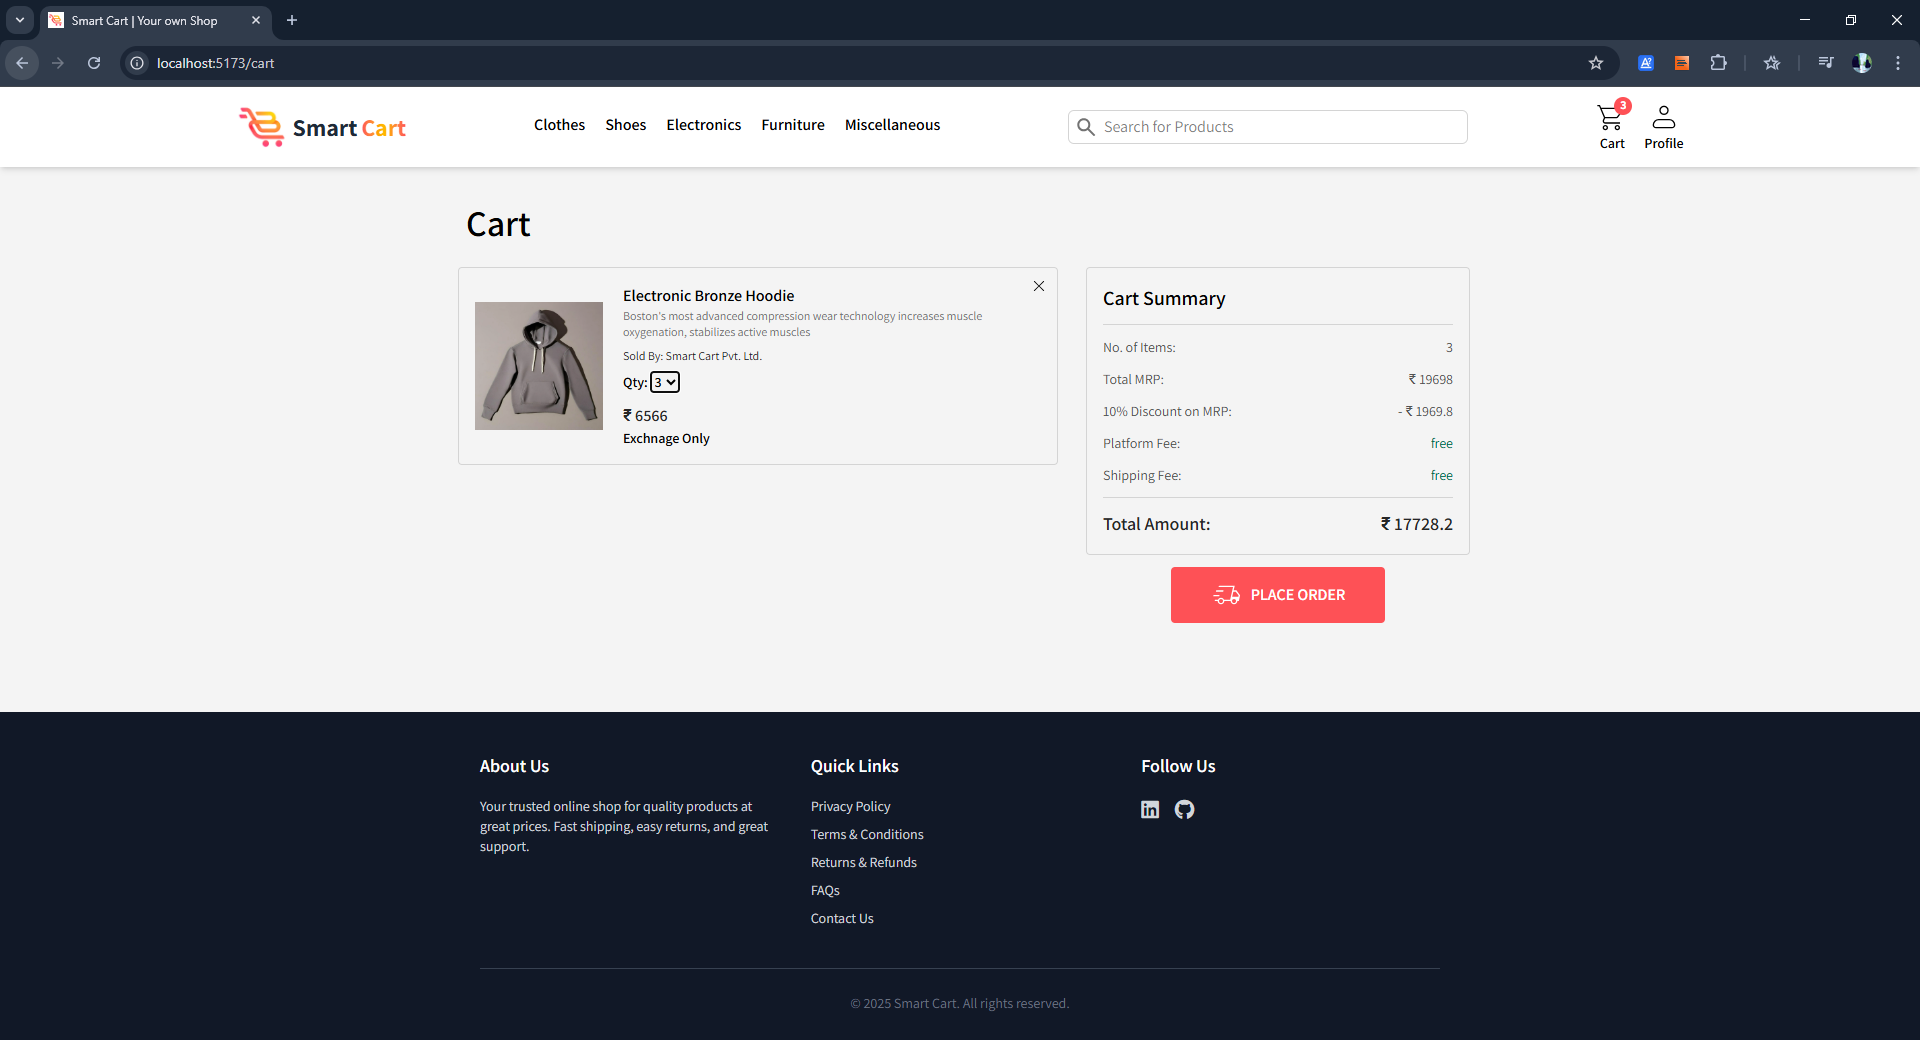 Smart Cart | Your own Shop
localhost:5173/cart
Smart Cart
Clothes Shoes Electronics Furniture Miscellaneous
Search for Products
3
Cart
Profile
Cart
Electronic Bronze Hoodie
Boston's most advanced compression wear technology increases muscle
oxygenation, stabilizes active muscles
Sold By: Smart Cart Pvt. Ltd.
Qty: 3
₹ 6566
Exchnage Only
Cart Summary
No. of Items: 3
Total MRP: ₹ 19698
10% Discount on MRP: - ₹ 1969.8
Platform Fee: free
Shipping Fee: free
Total Amount: ₹ 17728.2
PLACE ORDER
About Us
Your trusted online shop for quality products at
great prices. Fast shipping, easy returns, and great
support.
Quick Links
Privacy Policy
Terms & Conditions
Returns & Refunds
FAQs
Contact Us
Follow Us
© 2025 Smart Cart. All rights reserved.